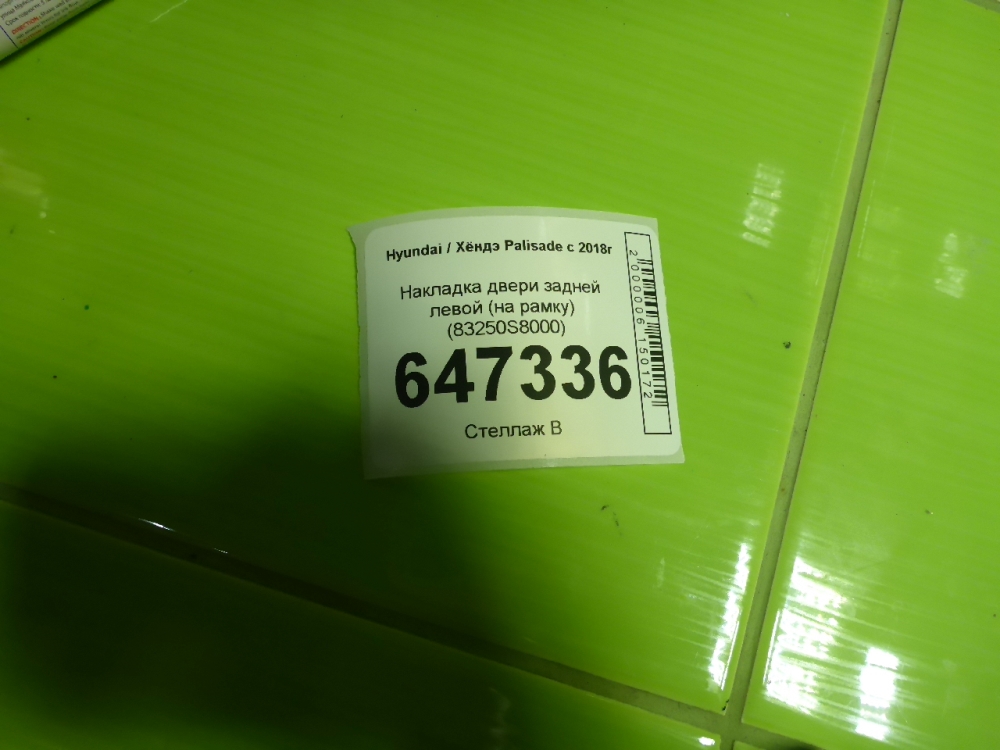 Hyundai / Хёндэ Palisade с 2018г
Накладка двери задней
левой (на рамку)
(83250S8000)
647336
Стеллаж В
2000006150172